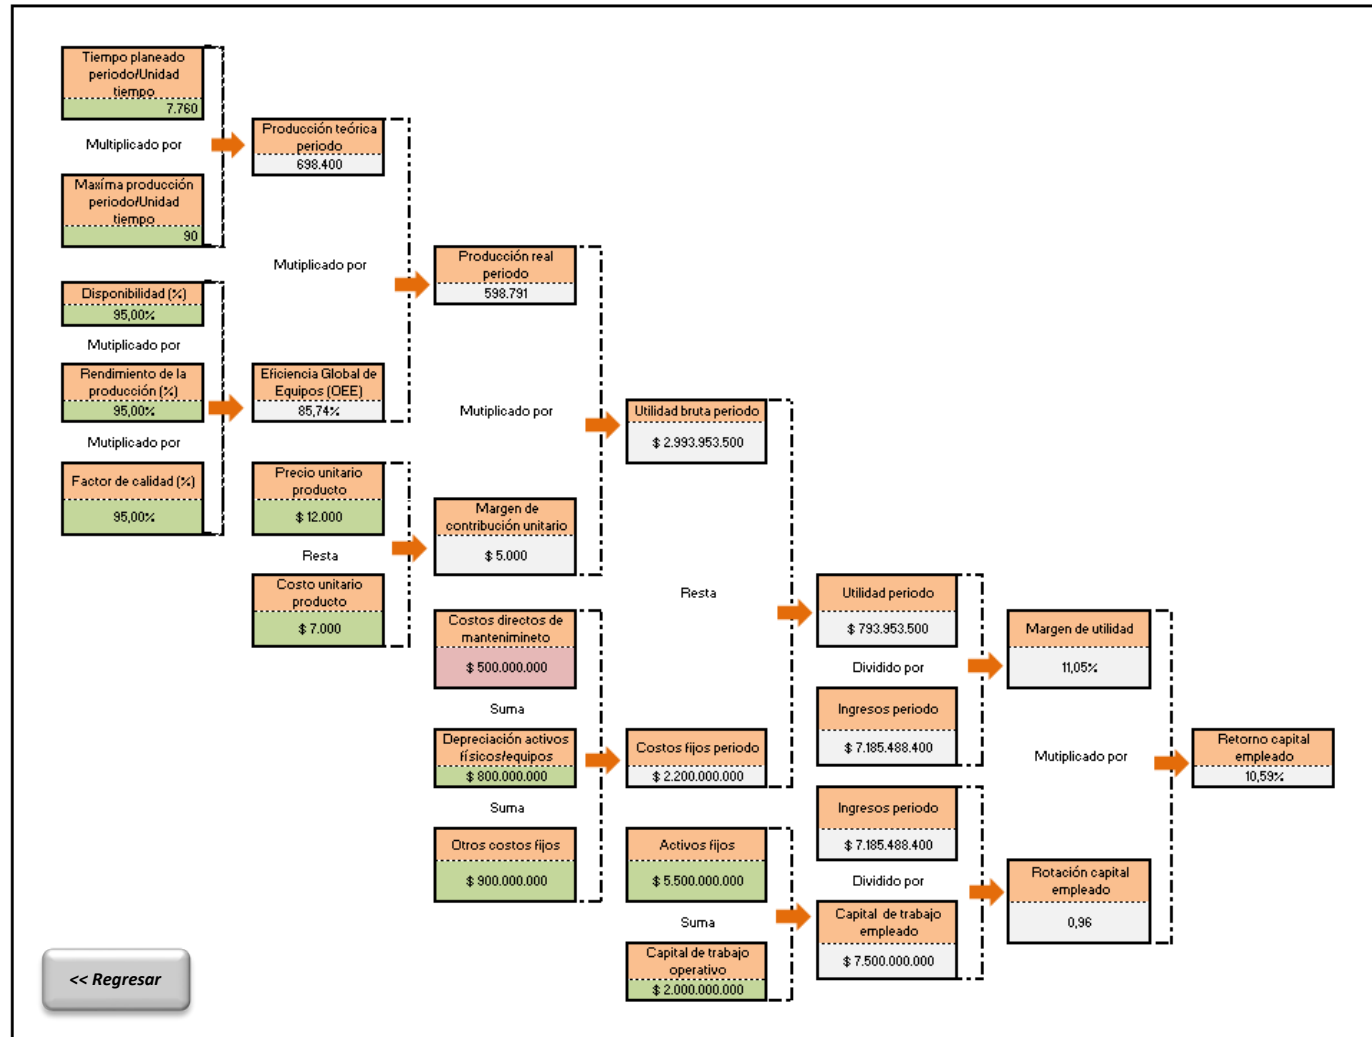 Tiempo planeado
periodo/Unidad
tiempo
7.760
Multiplicado por
Maxíma producción
periodo/Unidad
tiempo
90
Producción teórica
periodo
698.400
Mutiplicado por
Disponibilidad (%)
95,00%
Mutiplicado por
Rendimiento de la
producción (%)
95,00%
Mutiplicado por
Factor de calidad (%)
95,00%
Eficiencia Global de
Equipos (OEE)
85,74%
Producción real
periodo
598.791
Mutiplicado por
Precio unitario
producto
$ 12.000
Resta
Costo unitario
producto
$ 7.000
Margen de
contribución unitario
$ 5.000
Utilidad bruta periodo
$ 2.993.953.500
Resta
Costos directos de
mantenimineto
$ 500.000.000
Suma
Depreciación activos
físicos/equipos
$ 800.000.000
Suma
Otros costos fijos
$ 900.000.000
Costos fijos periodo
$ 2.200.000.000
Utilidad periodo
$ 793.953.500
Dividido por
Ingresos periodo
$ 7.185.488.400
Margen de utilidad
11,05%
Mutiplicado por
Activos fijos
$ 5.500.000.000
Suma
Capital de trabajo
operativo
$ 2.000.000.000
Ingresos periodo
$ 7.185.488.400
Dividido por
Capital de trabajo
empleado
$ 7.500.000.000
Rotación capital
empleado
0,96
Retorno capital
empleado
10,59%
<< Regresar